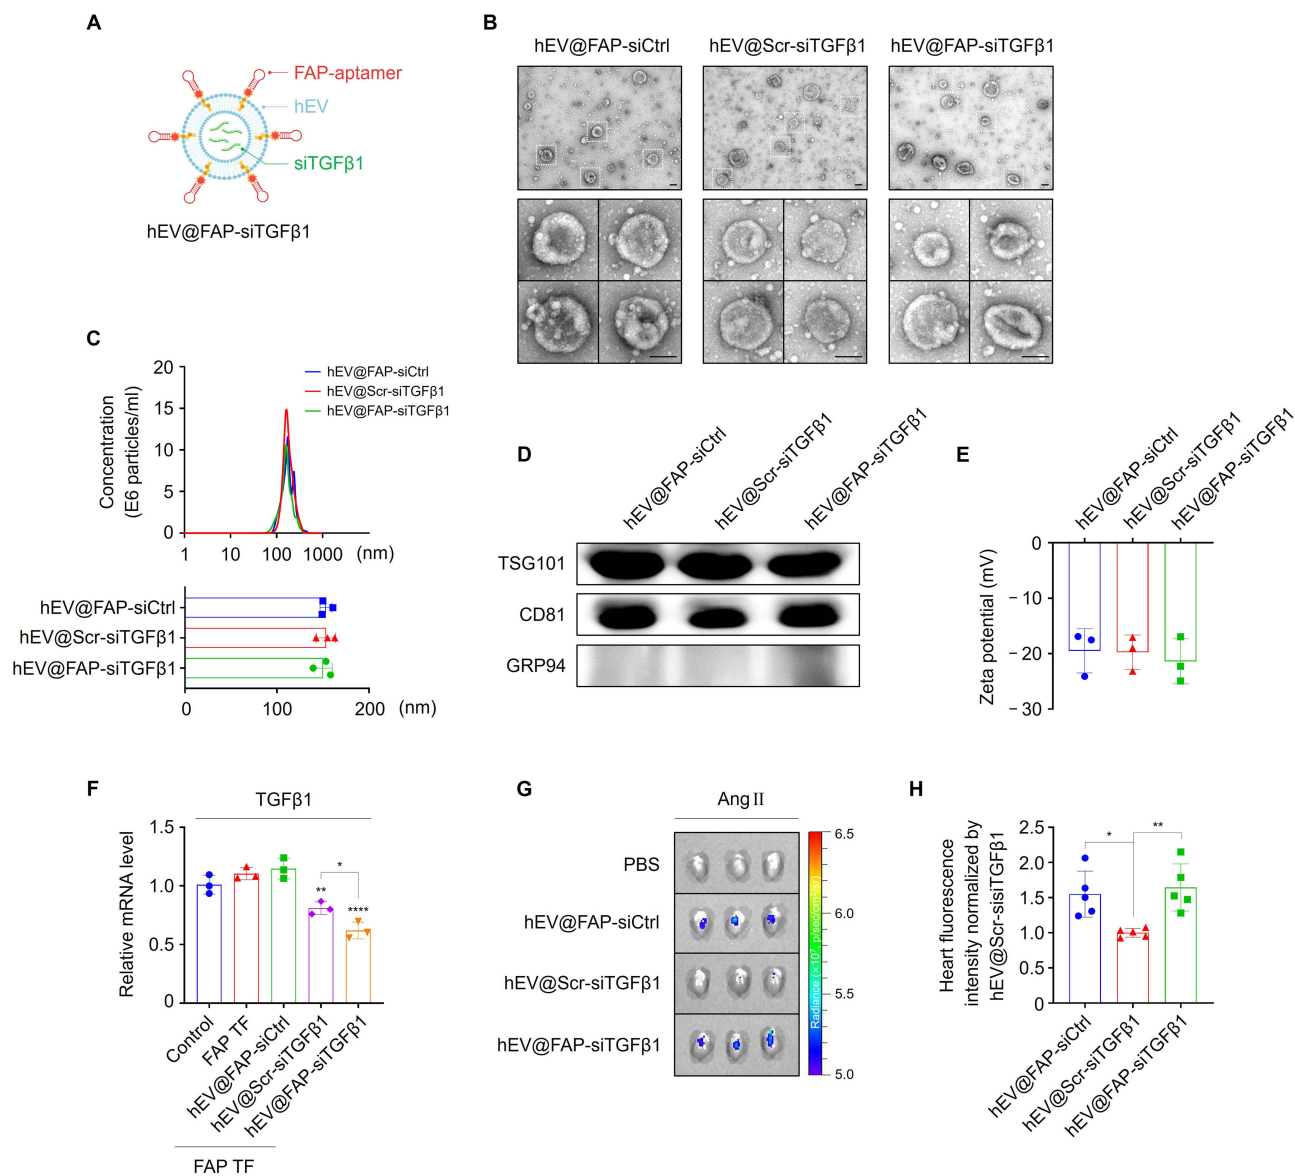 A
FAP-aptamer
hEV
siTGFβ1
hEV@FAP-siTGFβ1
B
hEV@FAP-siCtrl
hEV@Scr-siTGFβ1
hEV@FAP-siTGFβ1
C
Concentration
(E6 particles/ml)
20
15
10
5
0
1
10
100
1000
(nm)
hEV@FAP-siCtrl
hEV@Scr-siTGFβ1
hEV@FAP-siTGFβ1
hEV@FAP-siCtrl
hEV@Scr-siTGFβ1
hEV@FAP-siTGFβ1
0
100
200
(nm)
D
hEV@FAP-siCtrl
hEV@Scr-siTGFβ1
hEV@FAP-siTGFβ1
TSG101
CD81
GRP94
E
hEV@FAP-siCtrl
hEV@Scr-siTGFβ1
hEV@FAP-siTGFβ1
Zeta potential (mV)
0
−10
−20
−30
F
TGFβ1
Relative mRNA level
1.5
1.0
0.5
0
**
*
****
Control
FAP TF
hEV@FAP-siCtrl
hEV@Scr-siTGFβ1
hEV@FAP-siTGFβ1
FAP TF
G
Ang II
PBS
hEV@FAP-siCtrl
hEV@Scr-siTGFβ1
hEV@FAP-siTGFβ1
6.5
6.0
5.5
5.0
Radiance (×10⁷, p/sec/cm²/sr)
H
Heart fluorescence
intensity normalized by
hEV@Scr-sisiTGFβ1
2.5
2.0
1.5
1.0
0.5
0
*
**
hEV@FAP-siCtrl
hEV@Scr-siTGFβ1
hEV@FAP-siTGFβ1